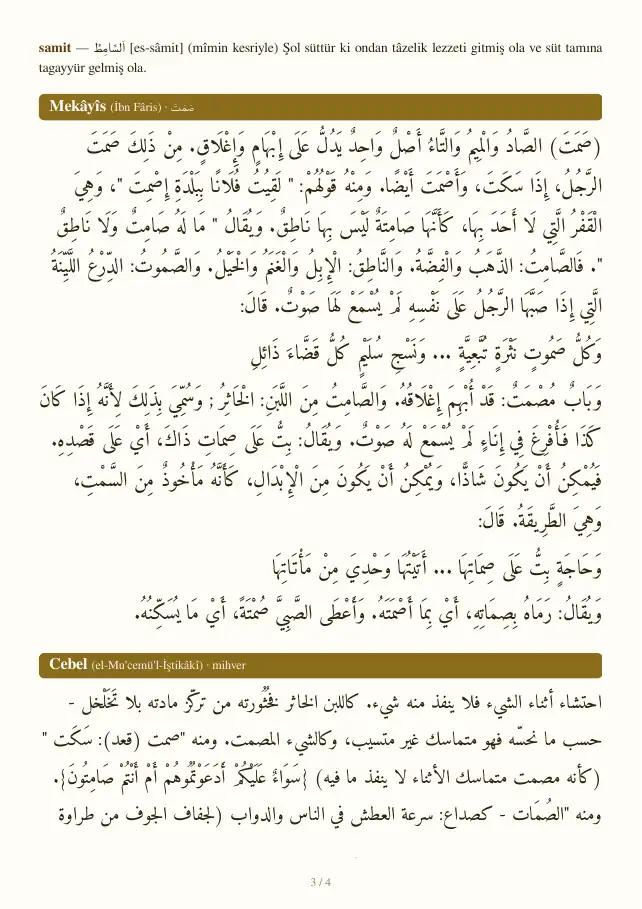 samit — اَلسَّامِطُ [es-sâmit] (mîmin kesriyle) Şol süttür ki ondan tâzelik lezzeti gitmiş ola ve süt tamına
tagayyür gelmiş ola.
Mekâyîs (İbn Fâris) · صَمَتَ
(صَمَتَ) الصَّادُ وَالْمِيمُ وَالتَّاءُ أَصْلٌ وَاحِدٌ يَدُلُّ عَلَى إِبْهَامٍ وَإِغْلَاقٍ. مِنْ ذَلِكَ صَمَتَ
الرَّجُلُ، إِذَا سَكَتَ، وَأَصْمَتَ أَيْضًا. وَمِنْهُ قَوْلُهُمْ: " لَقِيتُ فُلَانًا بِبَلْدَةِ إِصْمِتَ "، وَهِيَ
الْقَفْرُ الَّتِي لَا أَحَدَ بِهَا، كَأَنَّهَا صَامِتَةٌ لَيْسَ بِهَا نَاطِقٌ. وَيُقَالُ " مَا لَهُ صَامِتٌ وَلَا نَاطِقٌ
". فَالصَّامِتُ: الذَّهَبُ وَالْفِضَّةُ. وَالنَّاطِقُ: الْإِبِلُ وَالْغَنَمُ وَالْخَيْلُ. وَالصَّمُوتُ: الدِّرْعُ اللَّيِّنَةُ
الَّتِي إِذَا صَبَّهَا الرَّجُلُ عَلَى نَفْسِهِ لَمْ يُسْمَعْ لَهَا صَوْتٌ. قَالَ:
وَكُلُّ صَمُوتٍ نَثْرَةٍ تُبَّعِيَّةٍ ... وَنَسْجِ سُلَيْمٍ كُلُّ قَضَّاءَ ذَائِلِ
وَبَابٌ مُصْمَتٌ: قَدْ أُبْهِمَ إِغْلَاقُهُ. وَالصَّامِتُ مِنَ اللَّبَنِ: الْخَاثِرُ ; وَسُمِّيَ بِذَلِكَ لِأَنَّهُ إِذَا كَانَ
كَذَا فَأُفْرِغَ فِي إِنَاءٍ لَمْ يُسْمَعْ لَهُ صَوْتٌ. وَيُقَالُ: بِتُّ عَلَى صِمَاتِ ذَاكَ، أَيْ عَلَى قَصْدِهِ.
فَيُمْكِنُ أَنْ يَكُونَ شَاذًّا، وَيُمْكِنُ أَنْ يَكُونَ مِنَ الْإِبْدَالِ، كَأَنَّهُ مَأْخُوذٌ مِنَ السَّمْتِ،
وَهِيَ الطَّرِيقَةُ. قَالَ:
وَحَاجَةٍ بِتُّ عَلَى صِمَاتِهَا ... أَتَيْتُهَا وَحْدِيَ مِنْ مَأْتَاتِهَا
وَيُقَالُ: رَمَاهُ بِصِمَاتِهِ، أَيْ بِمَا أَصْمَتَهُ. وَأَعْطَى الصَّبِيَّ صُمْتَةً، أَيْ مَا يُسَكِّنُهُ.
Cebel (el-Mu'cemü'l-İştikâkî) · mihver
احتشاء أثناء الشيء فلا ينفذ منه شيء. كاللبن الخاثر فخُثُورته من تركّز مادته بلا تَخَلْخل -
حسب ما نحسّه فهو متماسك غير متسيب، وكالشيء المصمت. ومنه "صمت (قعد): سَكَت "
(كأنه مصمت متماسك الأثناء لا ينفذ ما فيه) {سَوَاءٌ عَلَيْكُمْ أَدَعَوْتُمُوهُمْ أَمْ أَنْتُمْ صَامِتُونَ}.
ومنه "الصُمَات - كصداع: سرعة العطش في الناس والدواب (لجفاف الجوف من طراوة
3 / 4